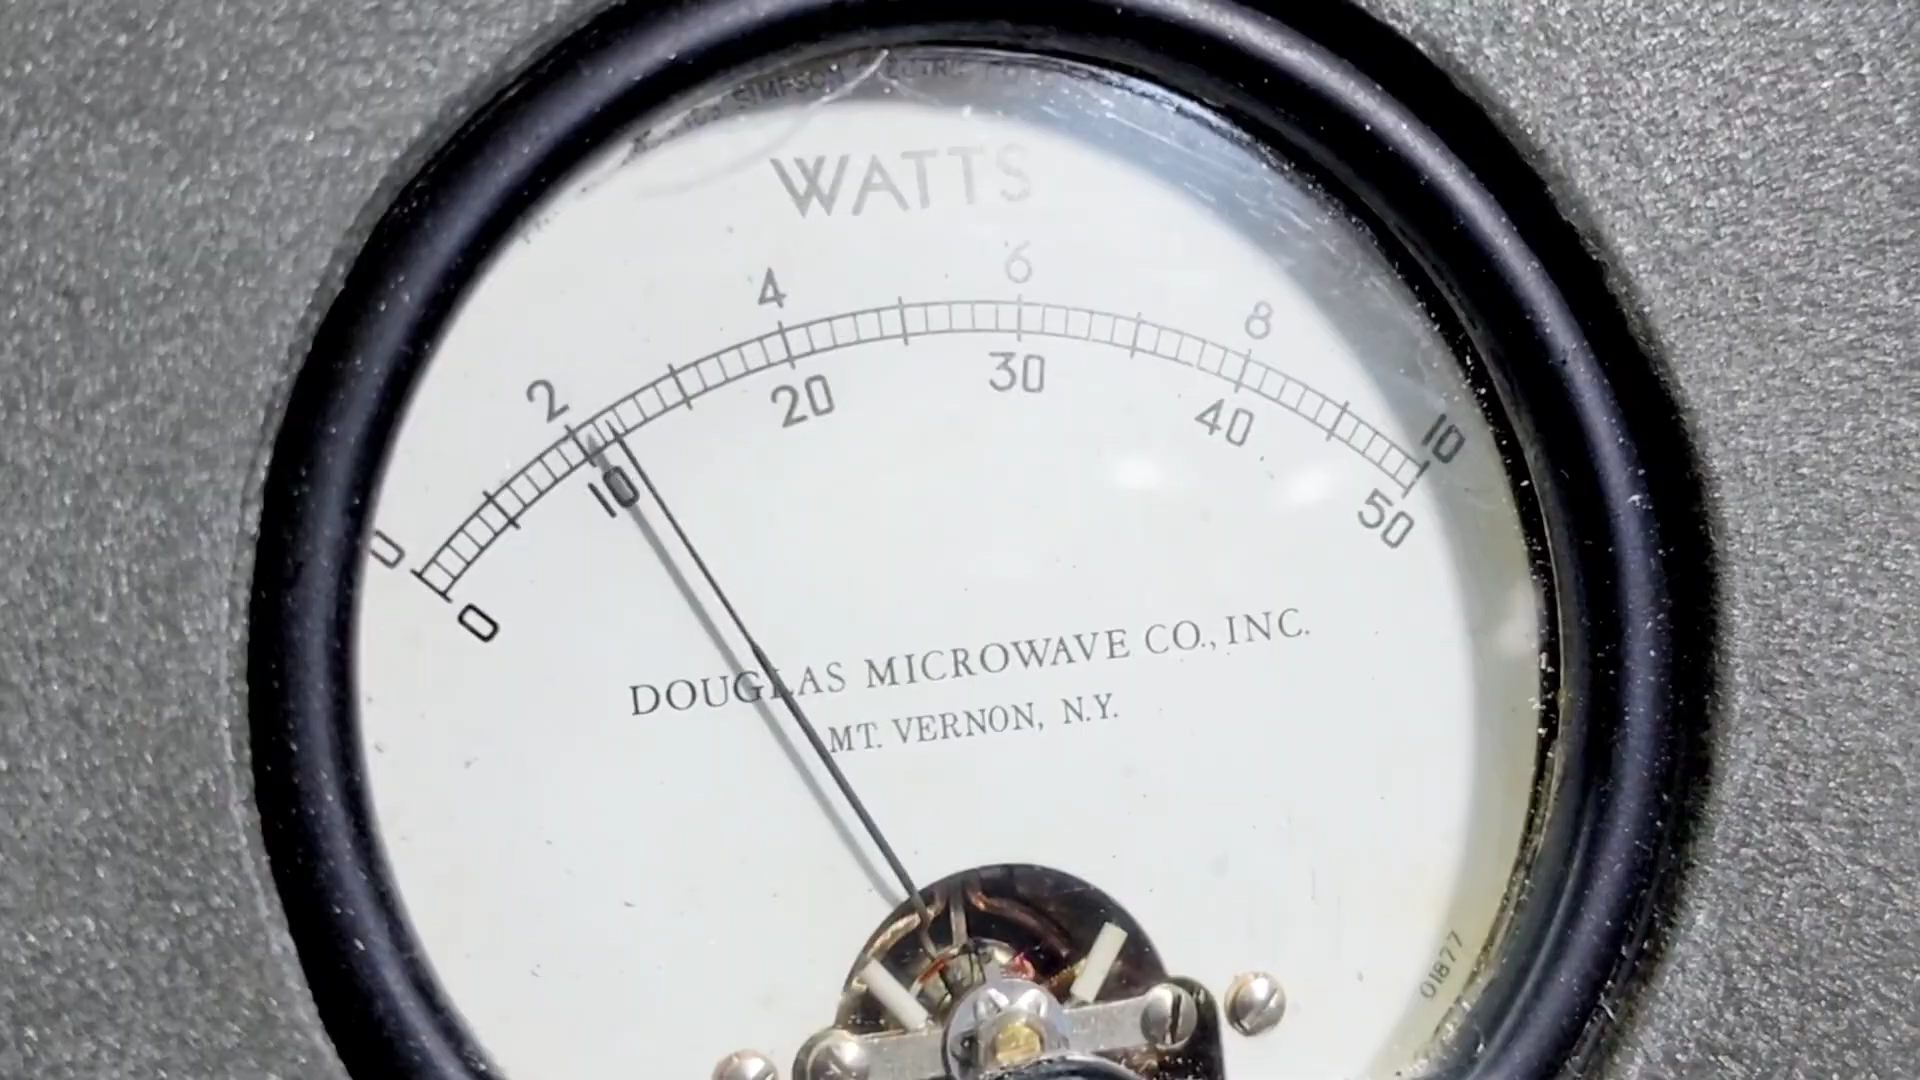 SIMPSON
WATTS
0 2 4 6 8 10
0 10 20 30 40 50
DOUGLAS MICROWAVE CO., INC.
MT. VERNON, N.Y.
01877